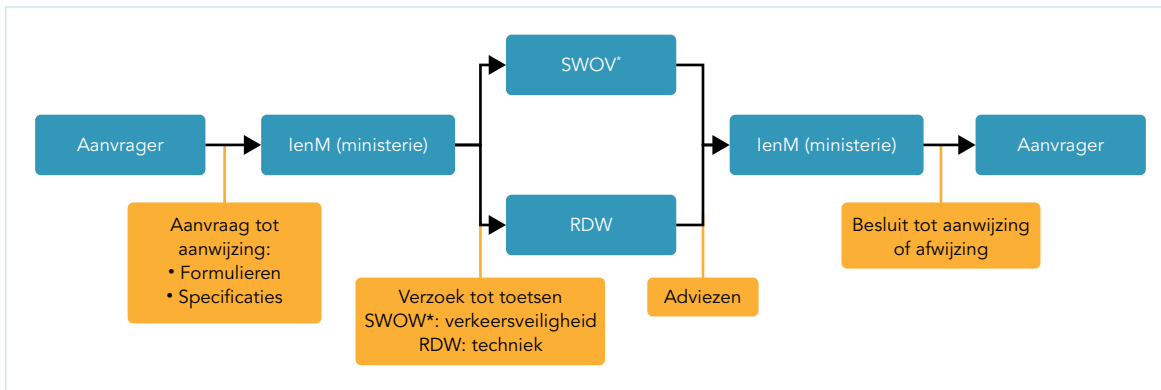 Aanvrager
IenM (ministerie)
SWOV*
RDW
IenM (ministerie)
Aanvrager
Aanvraag tot
aanwijzing:
• Formulieren
• Specificaties
Verzoek tot toetsen
SWOW*: verkeersveiligheid
RDW: techniek
Adviezen
Besluit tot aanwijzing
of afwijzing